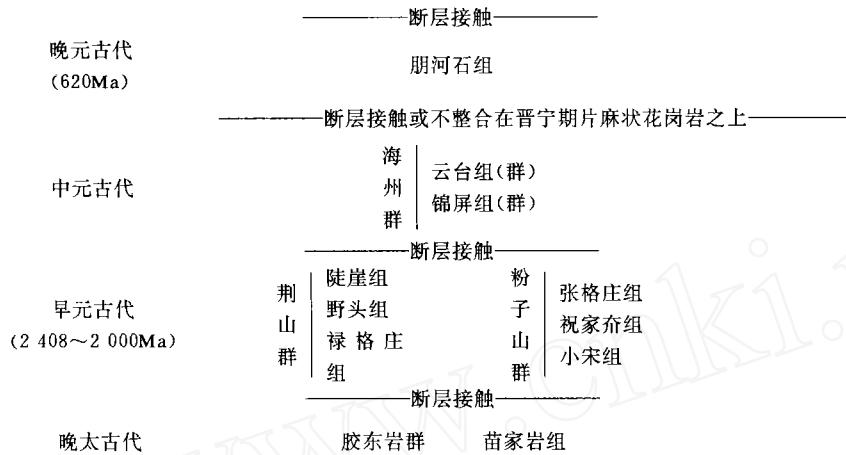 断层接触
晚元古代
(620Ma)
朋河石组
断层接触或不整合在晋宁期片麻状花岗岩之上
中元古代
海州群
云台组(群)
锦屏组(群)
断层接触
早元古代
(2 408～2 000Ma)
荆山群
陡崖组
野头组
禄格庄
组
粉子山群
张格庄组
祝家夼组
小宋组
断层接触
晚太古代
胶东岩群 苗家岩组
www.cnki.